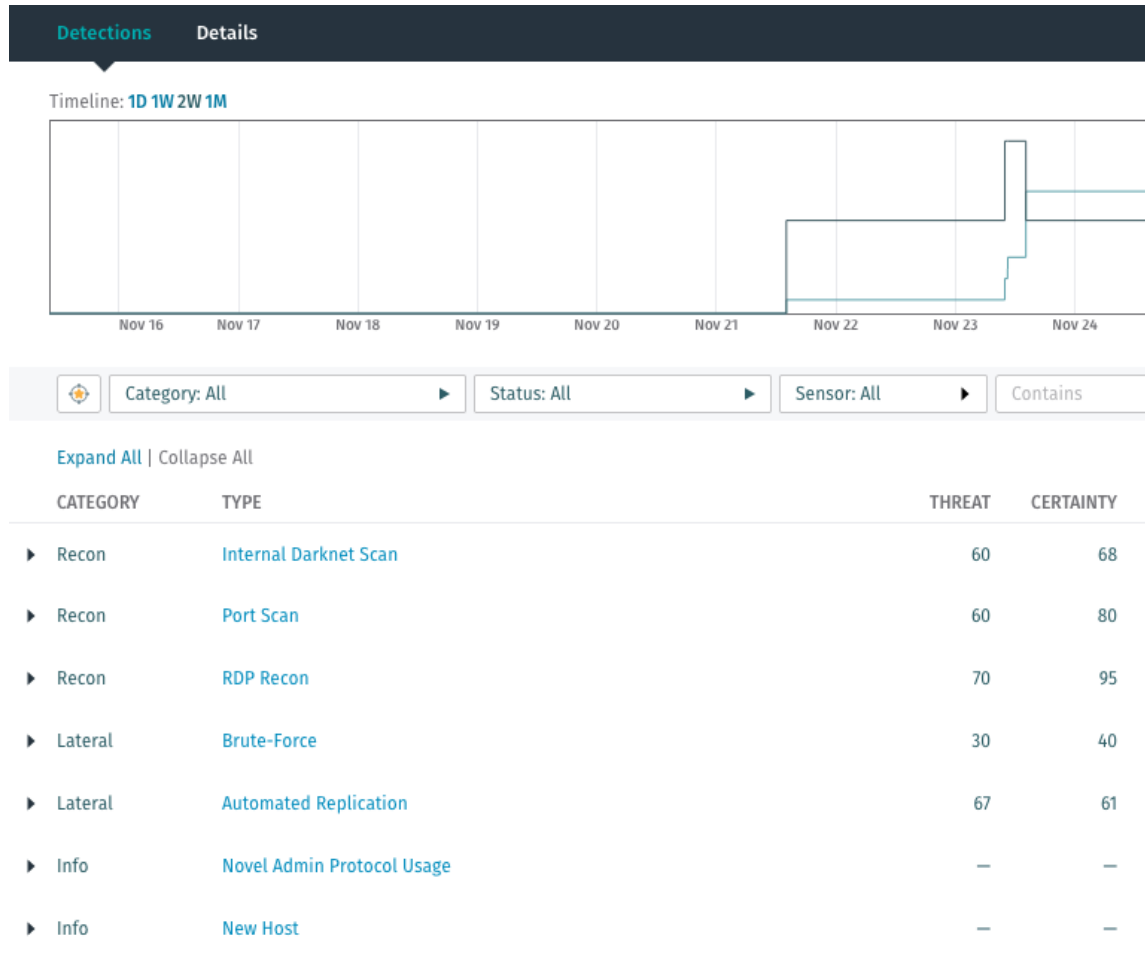 Detections Details
Timeline: 1D 1W 2W 1M
Nov 16 Nov 17 Nov 18 Nov 19 Nov 20 Nov 21 Nov 22 Nov 23 Nov 24
Category: All Status: All Sensor: All Contains
Expand All | Collapse All
CATEGORY TYPE THREAT CERTAINTY
Recon Internal Darknet Scan 60 68
Recon Port Scan 60 80
Recon RDP Recon 70 95
Lateral Brute-Force 30 40
Lateral Automated Replication 67 61
Info Novel Admin Protocol Usage — —
Info New Host — —